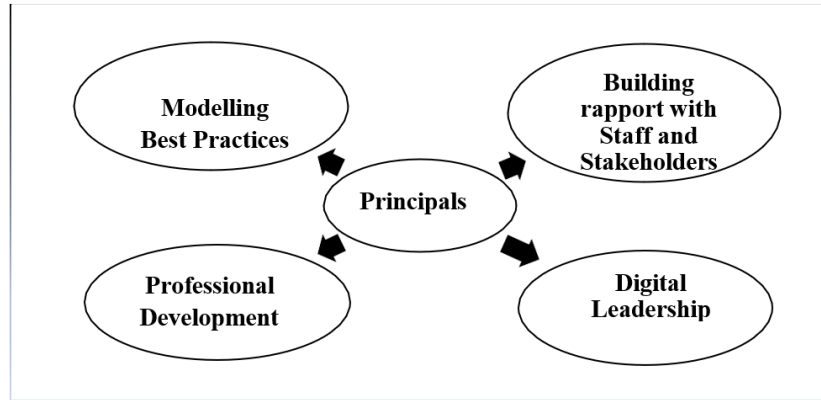 Modelling
Best Practices
Building
rapport with
Staff and
Stakeholders
Principals
Professional
Development
Digital
Leadership